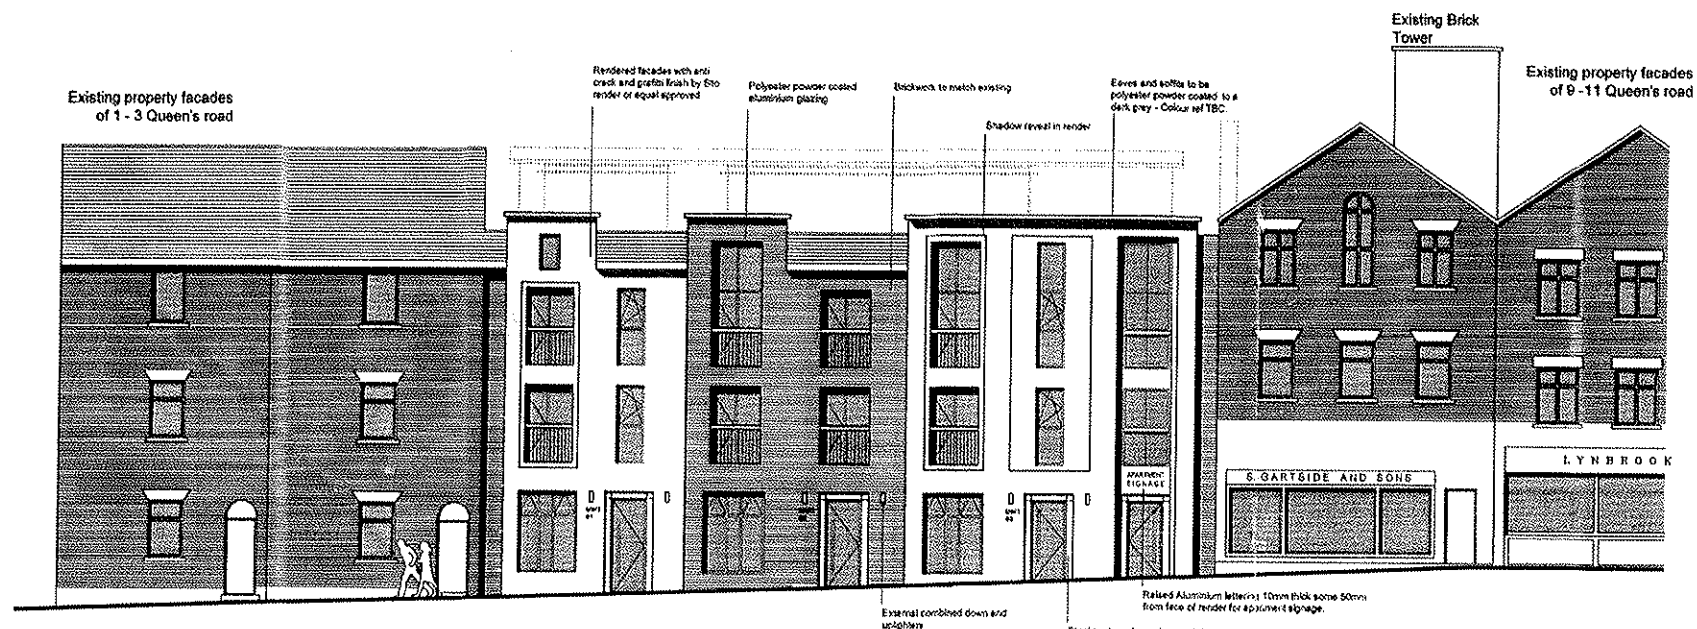 Existing Brick
Tower
Existing property facades
of 1 - 3 Queen's road
Rendered facades with anti
crack and grafitti finish by Sto
render or equal approved
Polyester powder coated
aluminium glazing
Brickwork to match existing
Shadow reveal in render
Eaves and soffits to be
polyester powder coated to a
dark grey - Colour ref TBC.
Existing property facades
of 9 -11 Queen's road
APARTMENT
SIGNAGE
S. GARTSIDE AND SONS
LYNBROOK
External combined down and
uplighters
Raised Aluminium lettering 10mm thick some 50mm
from face of render for apartment signage.